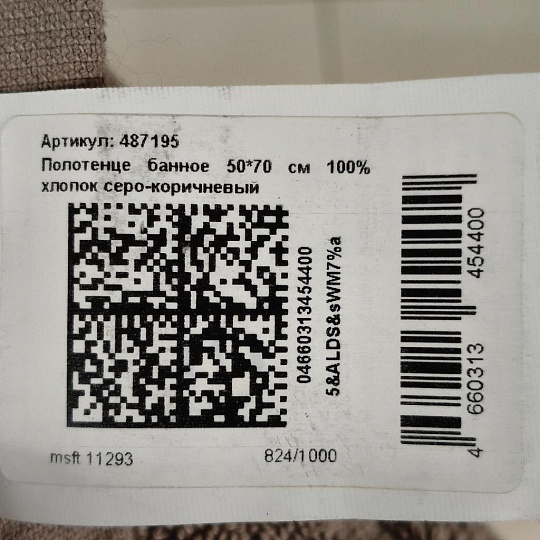 Артикул: 487195
Полотенце банное 50*70 см 100%
хлопок серо-коричневый
04660313454400
5&ALDS&sWM7%a
4 660313 454400
msft 11293
824/1000